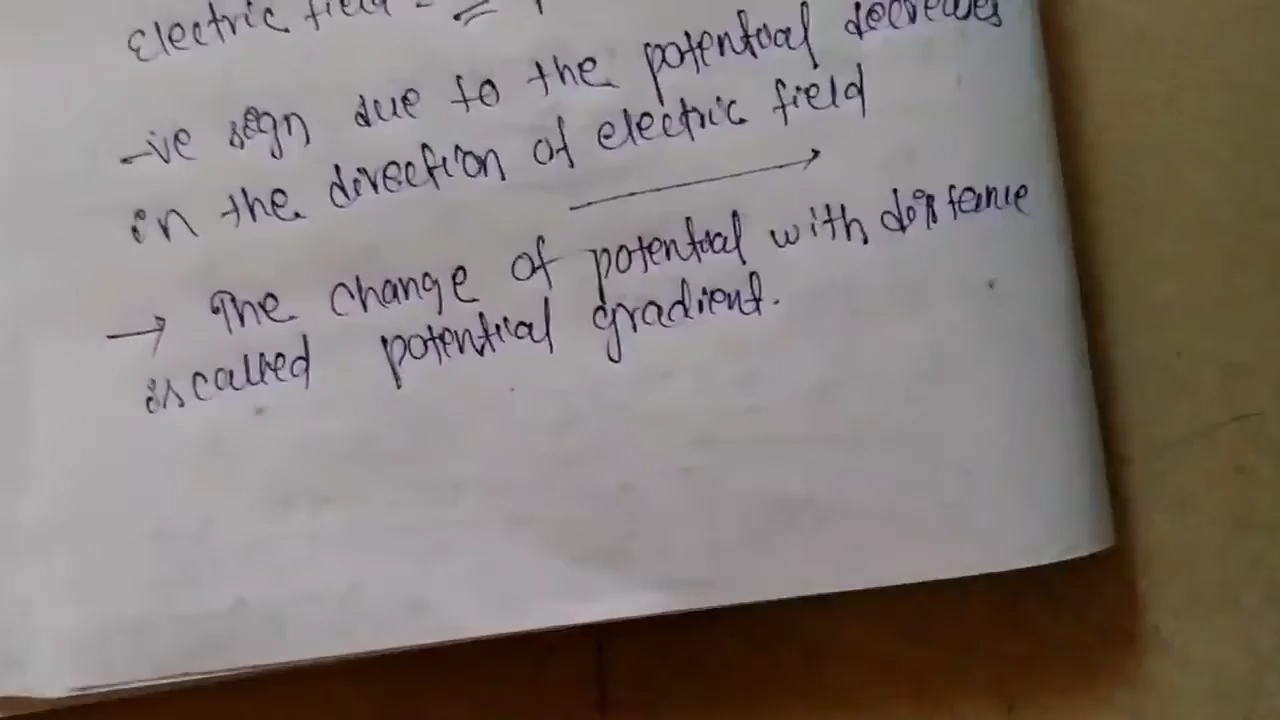 Electric field -
-ve sign due to the potential decreases
in the direction of electric field
→ The change of potential with distance
is called potential gradient.